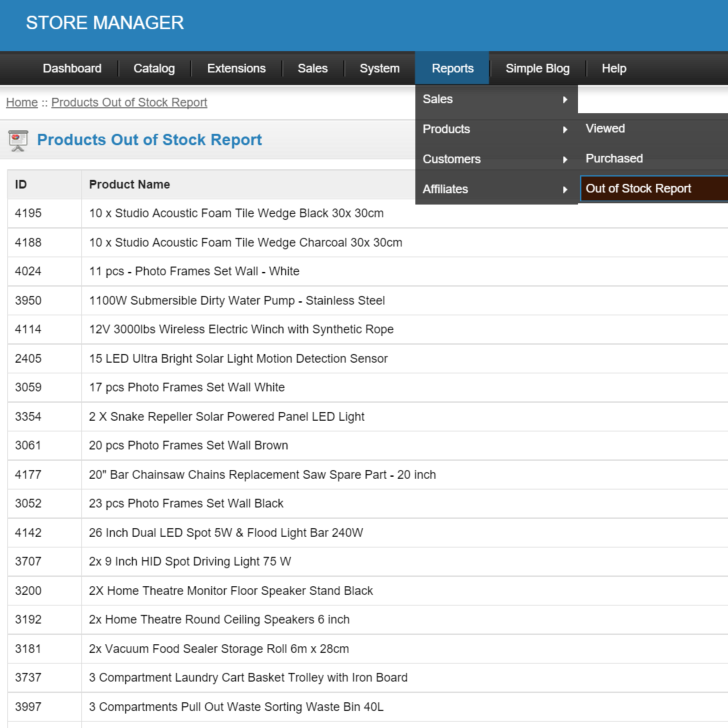 STORE MANAGER
Dashboard Catalog Extensions Sales System Reports Simple Blog Help
Home :: Products Out of Stock Report
Sales
Products
Customers
Affiliates
Viewed
Purchased
Out of Stock Report
Products Out of Stock Report
ID Product Name
4195 10 x Studio Acoustic Foam Tile Wedge Black 30x 30cm
4188 10 x Studio Acoustic Foam Tile Wedge Charcoal 30x 30cm
4024 11 pcs - Photo Frames Set Wall - White
3950 1100W Submersible Dirty Water Pump - Stainless Steel
4114 12V 3000lbs Wireless Electric Winch with Synthetic Rope
2405 15 LED Ultra Bright Solar Light Motion Detection Sensor
3059 17 pcs Photo Frames Set Wall White
3354 2 X Snake Repeller Solar Powered Panel LED Light
3061 20 pcs Photo Frames Set Wall Brown
4177 20" Bar Chainsaw Chains Replacement Saw Spare Part - 20 inch
3052 23 pcs Photo Frames Set Wall Black
4142 26 Inch Dual LED Spot 5W & Flood Light Bar 240W
3707 2x 9 Inch HID Spot Driving Light 75 W
3200 2X Home Theatre Monitor Floor Speaker Stand Black
3192 2x Home Theatre Round Ceiling Speakers 6 inch
3181 2x Vacuum Food Sealer Storage Roll 6m x 28cm
3737 3 Compartment Laundry Cart Basket Trolley with Iron Board
3997 3 Compartments Pull Out Waste Sorting Waste Bin 40L